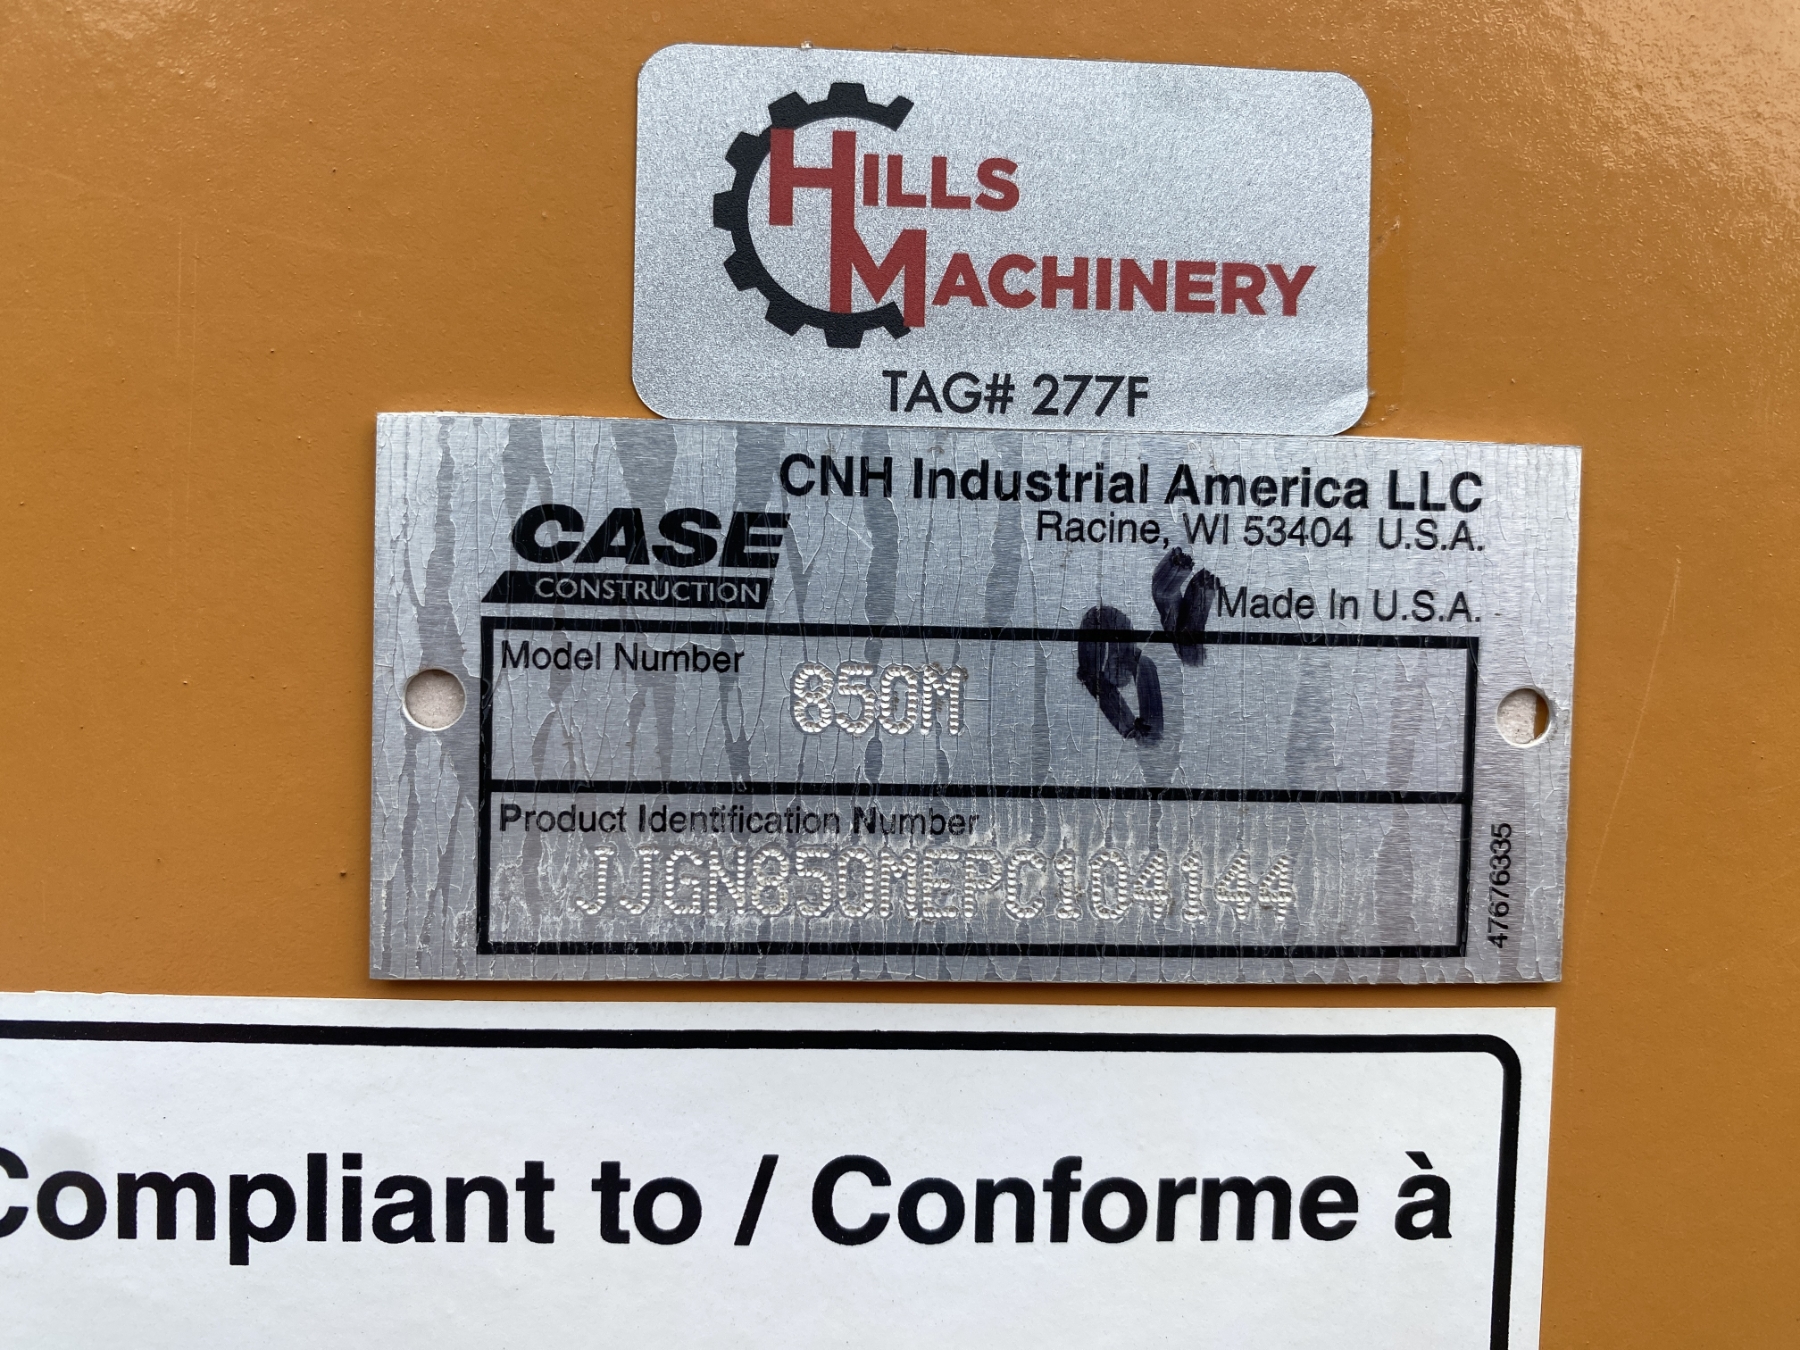 HILLS
MACHINERY
TAG# 277F
CNH Industrial America LLC
Racine, WI 53404 U.S.A.
CASE
CONSTRUCTION
Made In U.S.A.
Model Number
850M
Product Identification Number
JJGN850MEPC104144
47676335
Compliant to / Conforme à